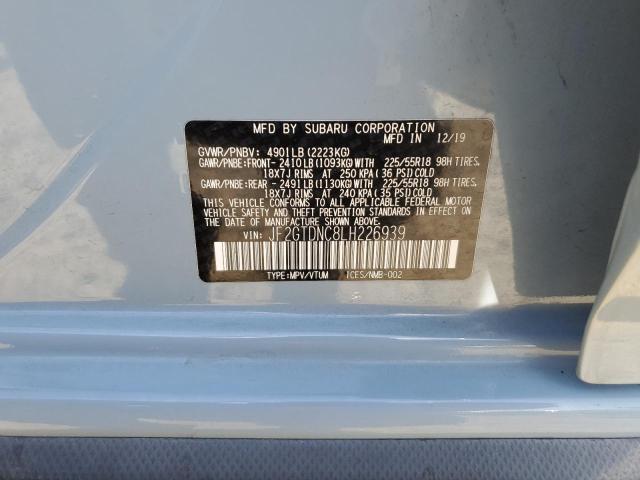 MFD BY SUBARU CORPORATION
MFD IN 12/19
GVWR/PNBV: 4901LB(2223KG)
GAWR/PNBE:FRONT-2410LB(1093KG)WITH 225/55R18 98H TIRES.
18X7J RIMS AT 250 KPA(36 PSI)COLD
GAWR/PNBE:REAR -2491LB(1130KG)WITH 225/55R18 98H TIRES.
18X7J RIMS AT 240 KPA(35 PSI)COLD
THIS VEHICLE CONFORMS TO ALL APPLICABLE FEDERAL MOTOR
VEHICLE SAFETY AND THEFT PREVENTION STANDARDS IN EFFECT ON
THE DATE OF MANUFACTURE SHOWN ABOVE.
VIN: JF2GTDNC8LH226939
TYPE:MPV/VTUM ICES/NMB-002